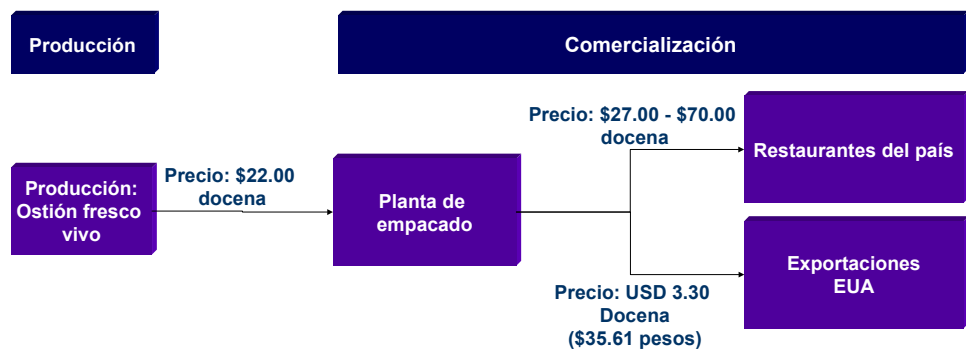 Producción
Comercialización
Producción:
Ostión fresco
vivo
Precio: $22.00
docena
Planta de
empacado
Precio: $27.00 - $70.00
docena
Restaurantes del país
Precio: USD 3.30
Docena
($35.61 pesos)
Exportaciones
EUA